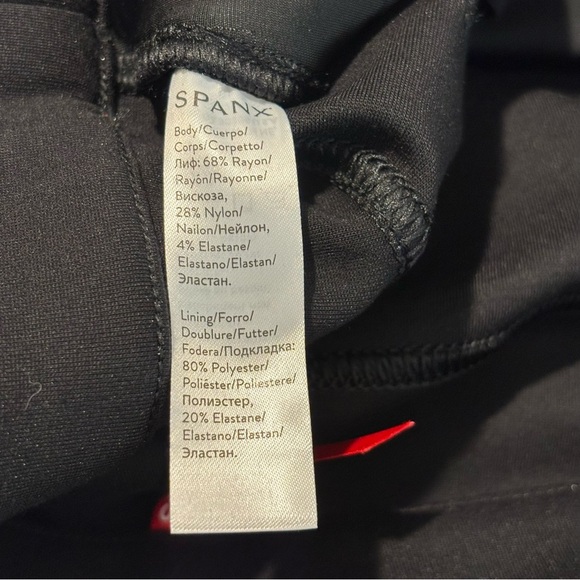 SPANX
Body/Cuerpo/
Corps/Corpetto/
Лиф: 68% Rayon/
Rayón/Rayonne/
Вискоза,
28% Nylon/
Nailon/Нейлон,
4% Elastane/
Elastano/Elastan/
Эластан.
Lining/Forro/
Doublure/Futter/
Fodera/Подкладка:
80% Polyester/
Poliéster/Poliestere/
Полиэстер,
20% Elastane/
Elastano/Elastan/
Эластан.